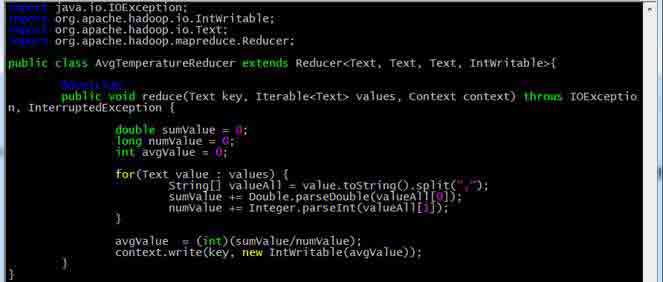 import java.io.IOException;
import org.apache.hadoop.io.IntWritable;
import org.apache.hadoop.io.Text;
import org.apache.hadoop.mapreduce.Reducer;
public class AvgTemperatureReducer extends Reducer<Text, Text, Text, IntWritable>{
@Override
public void reduce(Text key, Iterable<Text> values, Context context) throws IOExceptio
n, InterruptedException {
double sumValue = 0;
long numValue = 0;
int avgValue = 0;
for(Text value : values) {
String[] valueAll = value.toString().split(",");
sumValue += Double.parseDouble(valueAll[0]);
numValue += Integer.parseInt(valueAll[1]);
}
avgValue  = (int)(sumValue/numValue);
context.write(key, new IntWritable(avgValue));
}
}